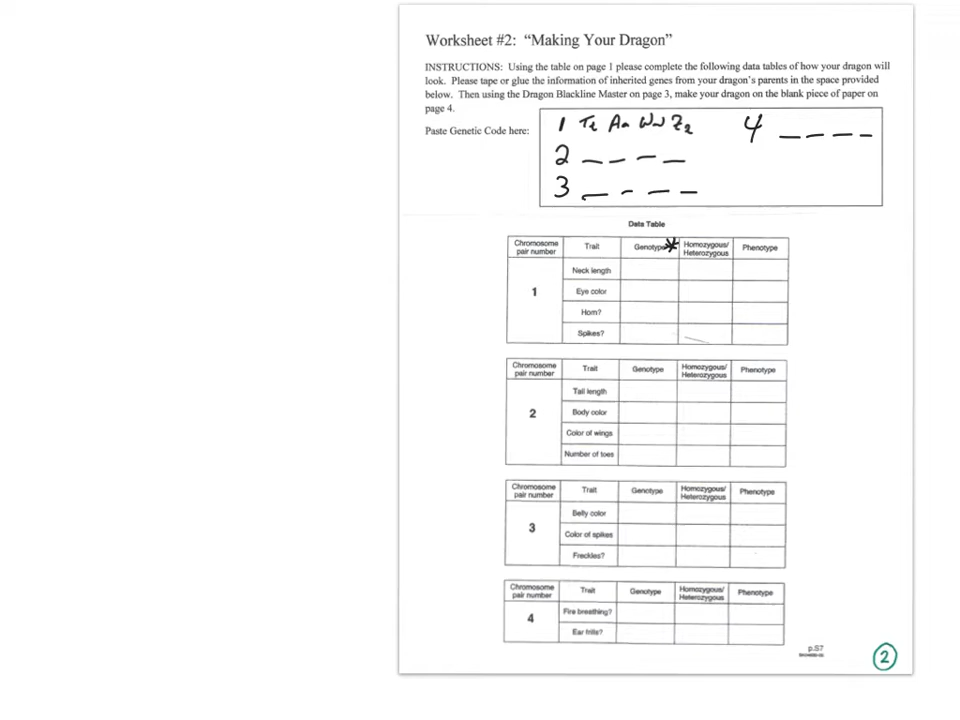 Worksheet #2: “Making Your Dragon”
INSTRUCTIONS: Using the table on page 1 please complete the following data tables of how your dragon will
look. Please tape or glue the information of inherited genes from your dragon’s parents in the space provided
below. Then using the Dragon Blackline Master on page 3, make your dragon on the blank piece of paper on
page 4.
Paste Genetic Code here:
1 Tt Aa Ww Zz
2 _ _ _ _
3 _ _ _ _
4 _ _ _ _
Data Table
Chromosome pair number Trait Genotype* Homozygous/ Heterozygous Phenotype
1
Neck length
Eye color
Horn?
Spikes?
Chromosome pair number Trait Genotype Homozygous/ Heterozygous Phenotype
2
Tail length
Body color
Color of wings
Number of toes
Chromosome pair number Trait Genotype Homozygous/ Heterozygous Phenotype
3
Belly color
Color of spikes
Freckles?
Chromosome pair number Trait Genotype Homozygous/ Heterozygous Phenotype
4
Fire breathing?
Ear frills?
p.S7
2